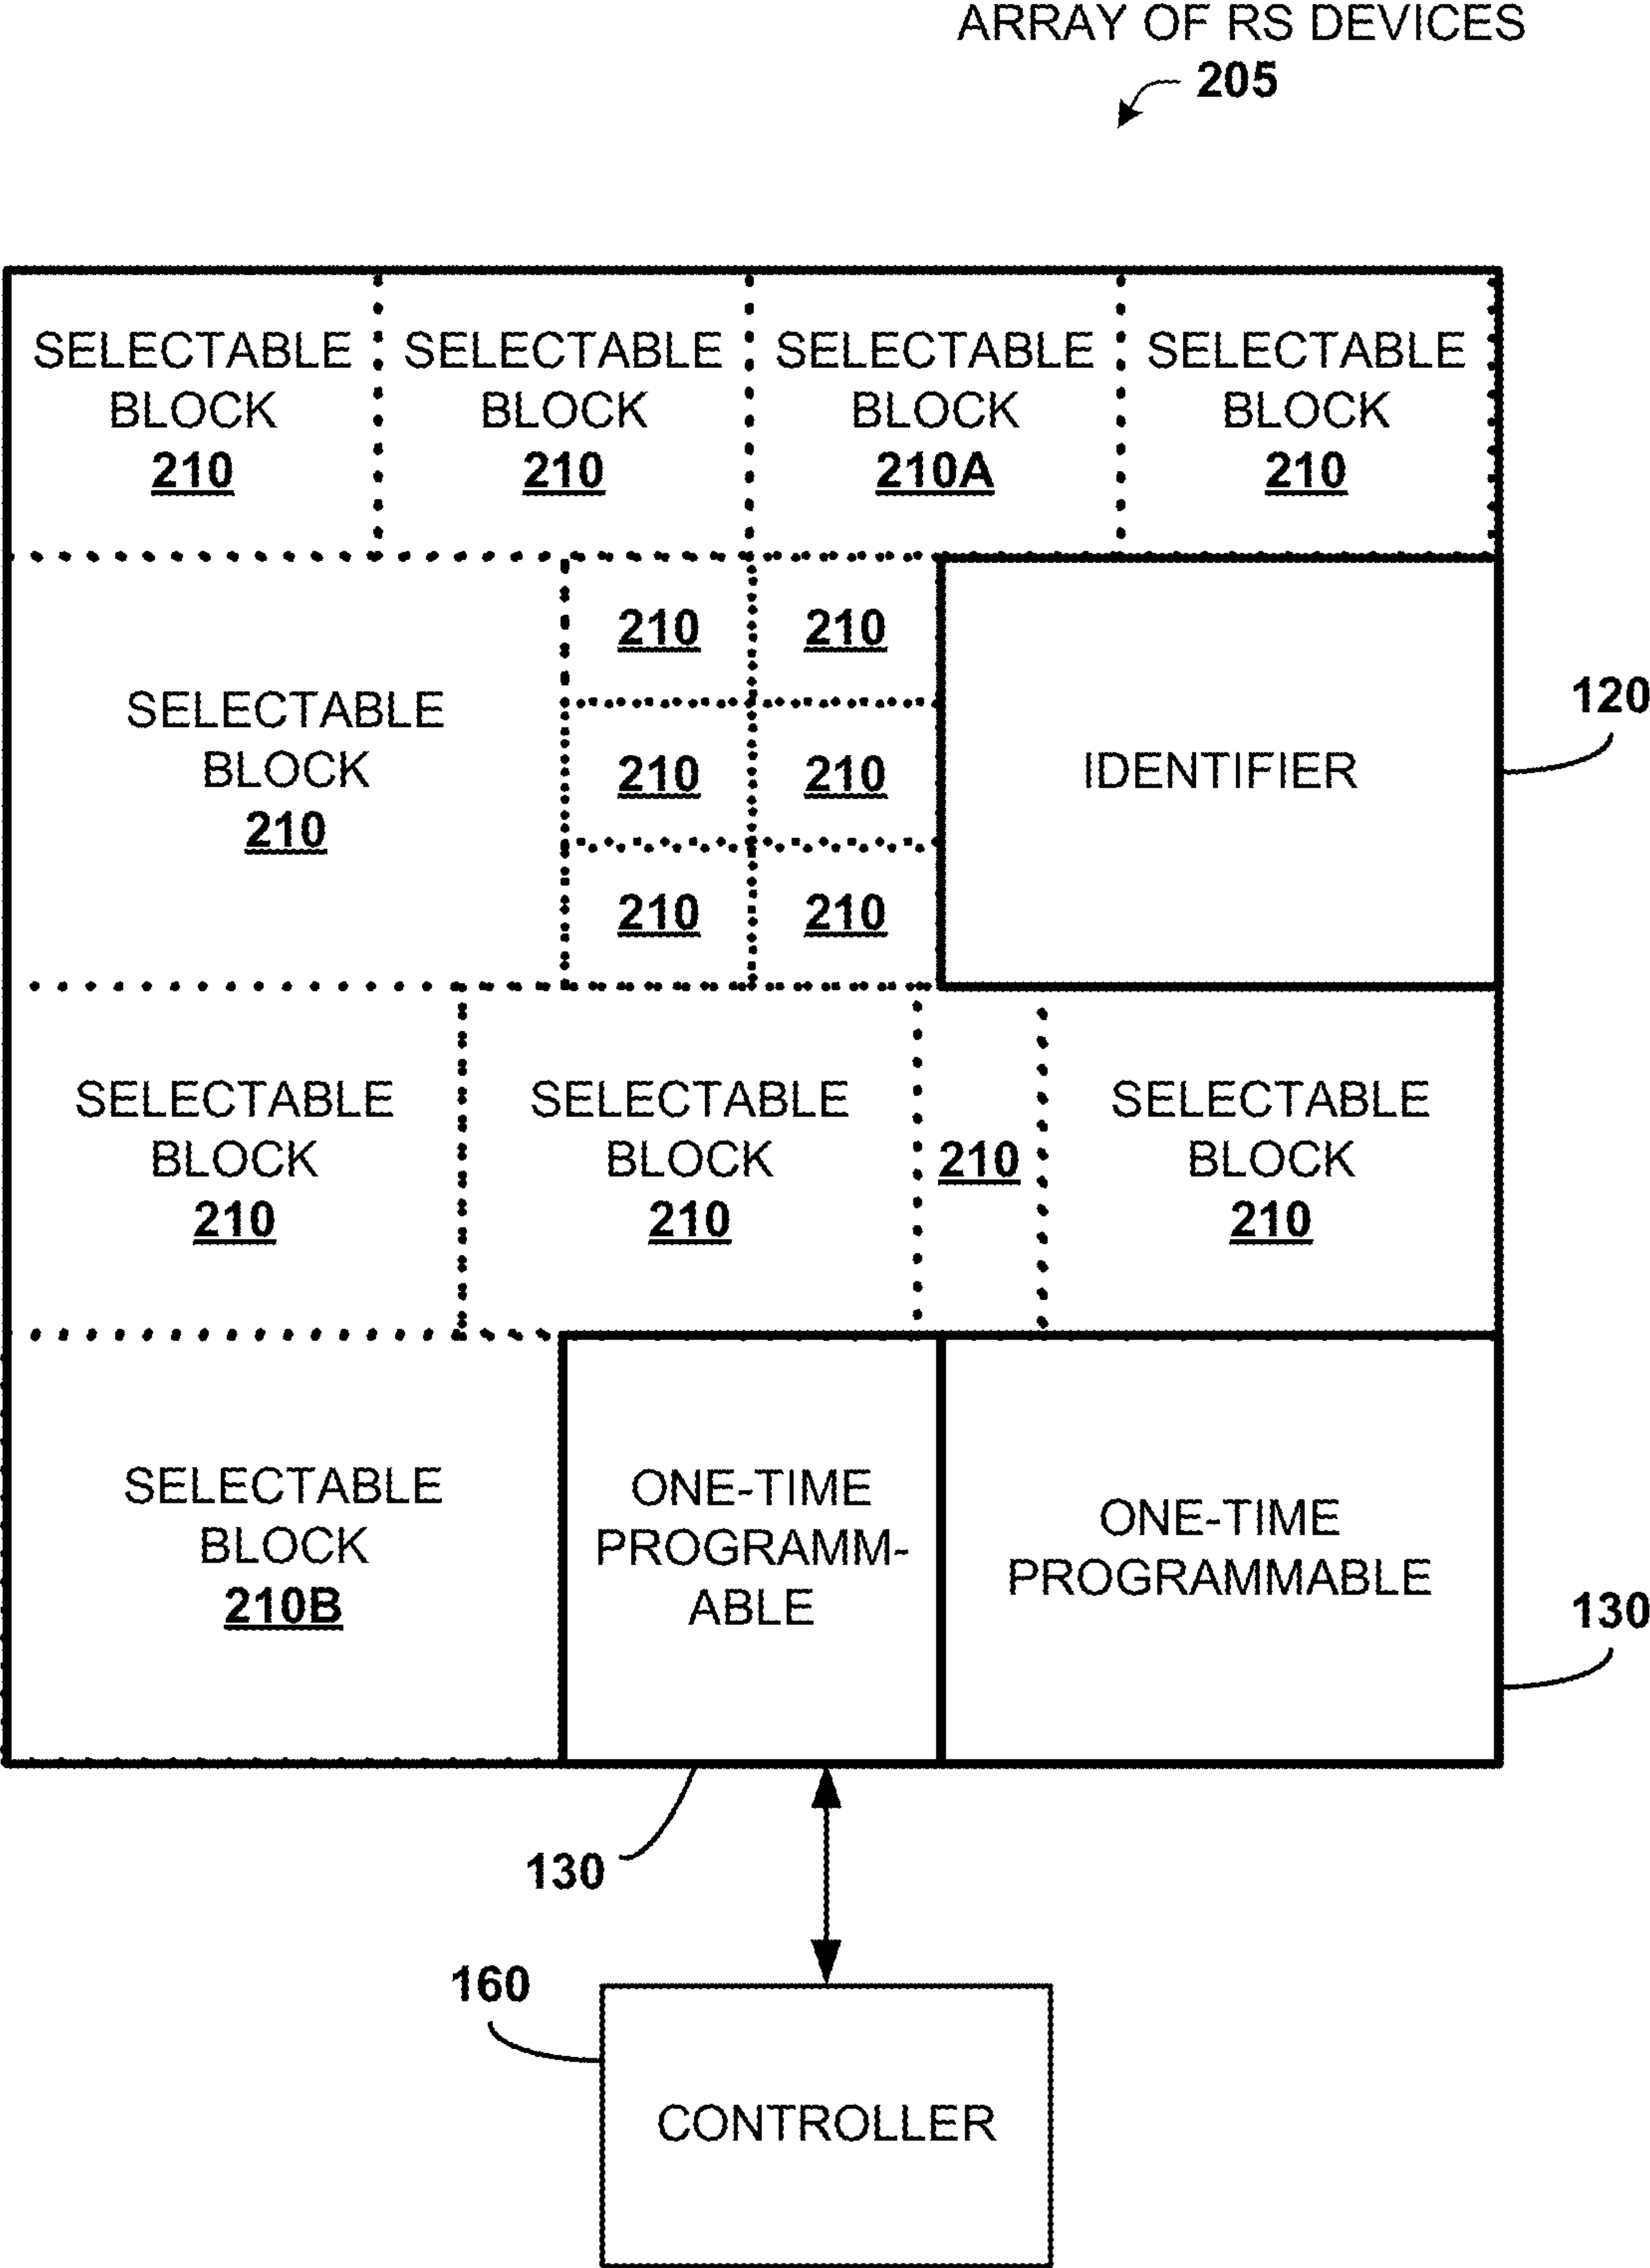 ARRAY OF RS DEVICES
205
SELECTABLE
BLOCK
210
SELECTABLE
BLOCK
210
SELECTABLE
BLOCK
210A
SELECTABLE
BLOCK
210
SELECTABLE
BLOCK
210
210
210
210
210
210
210
IDENTIFIER
120
SELECTABLE
BLOCK
210
SELECTABLE
BLOCK
210
210
SELECTABLE
BLOCK
210
SELECTABLE
BLOCK
210B
ONE-TIME
PROGRAMM-
ABLE
ONE-TIME
PROGRAMMABLE
130
130
160
CONTROLLER